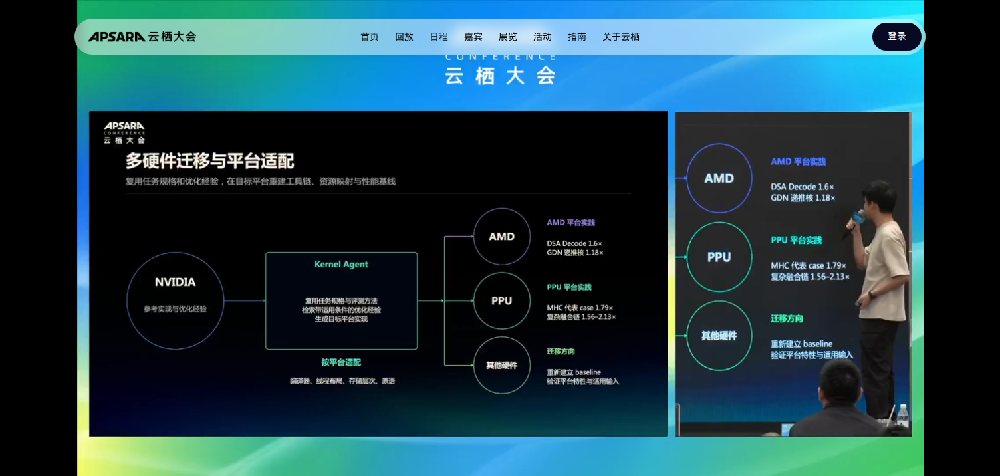 APSARA 云栖大会
首页 回放 日程 嘉宾 展览 活动 指南 关于云栖
登录
CONFERENCE
云栖大会
APSARA
CONFERENCE
云栖大会
多硬件迁移与平台适配
复用任务规格和优化经验，在目标平台重建工具链、资源映射与性能基线
NVIDIA
参考实现与优化经验
Kernel Agent
复用任务规格与评测方法
检索带适用条件的优化经验
生成目标平台实现
按平台适配
编译器、线程布局、存储层次、原语
AMD
AMD 平台实践
DSA Decode 1.6×
GDN 递推核 1.18×
PPU
PPU 平台实践
MHC 代表 case 1.79×
复杂融合链 1.56–2.13×
其他硬件
迁移方向
重新建立 baseline
验证平台特性与适用输入
AMD
AMD 平台实践
DSA Decode 1.6×
GDN 递推核 1.18×
PPU
PPU 平台实践
MHC 代表 case 1.79×
复杂融合链 1.56–2.13×
其他硬件
迁移方向
重新建立 baseline
验证平台特性与适用输入